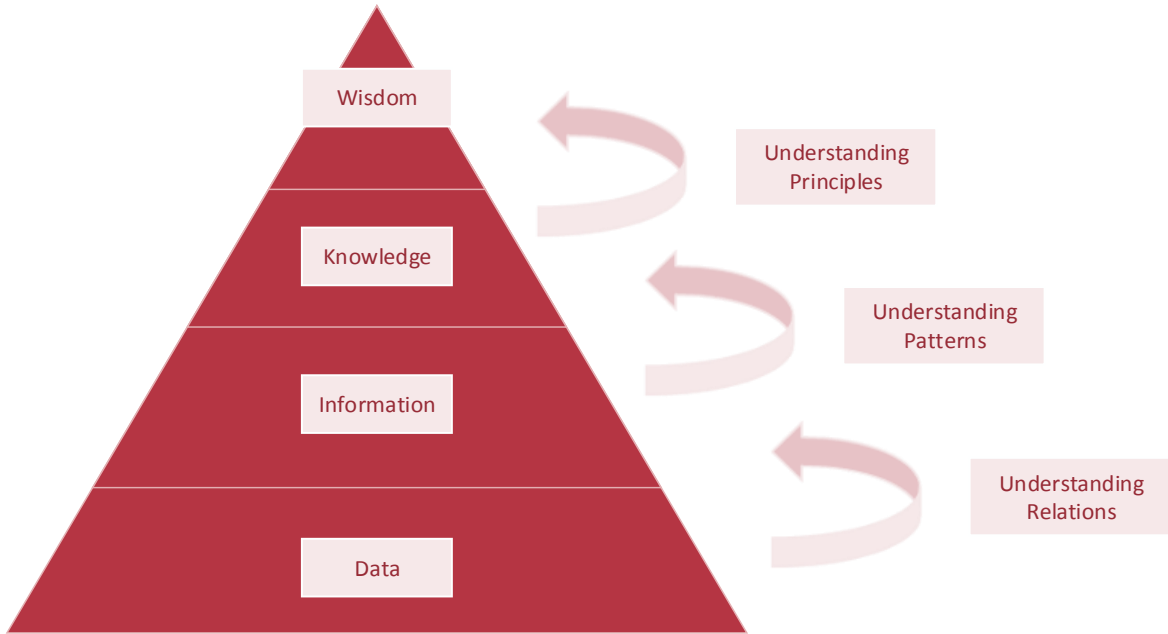 Wisdom
Understanding
Principles
Knowledge
Understanding
Patterns
Information
Understanding
Relations
Data